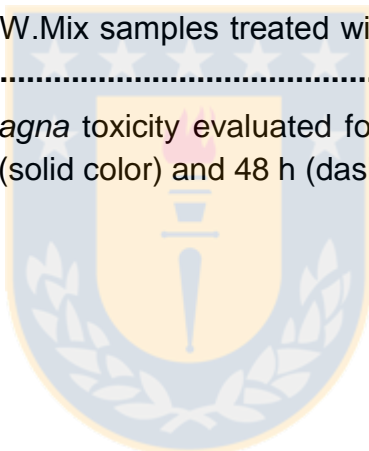 W.Mix samples treated wi
........................................
agna toxicity evaluated fo
(solid color) and 48 h (das